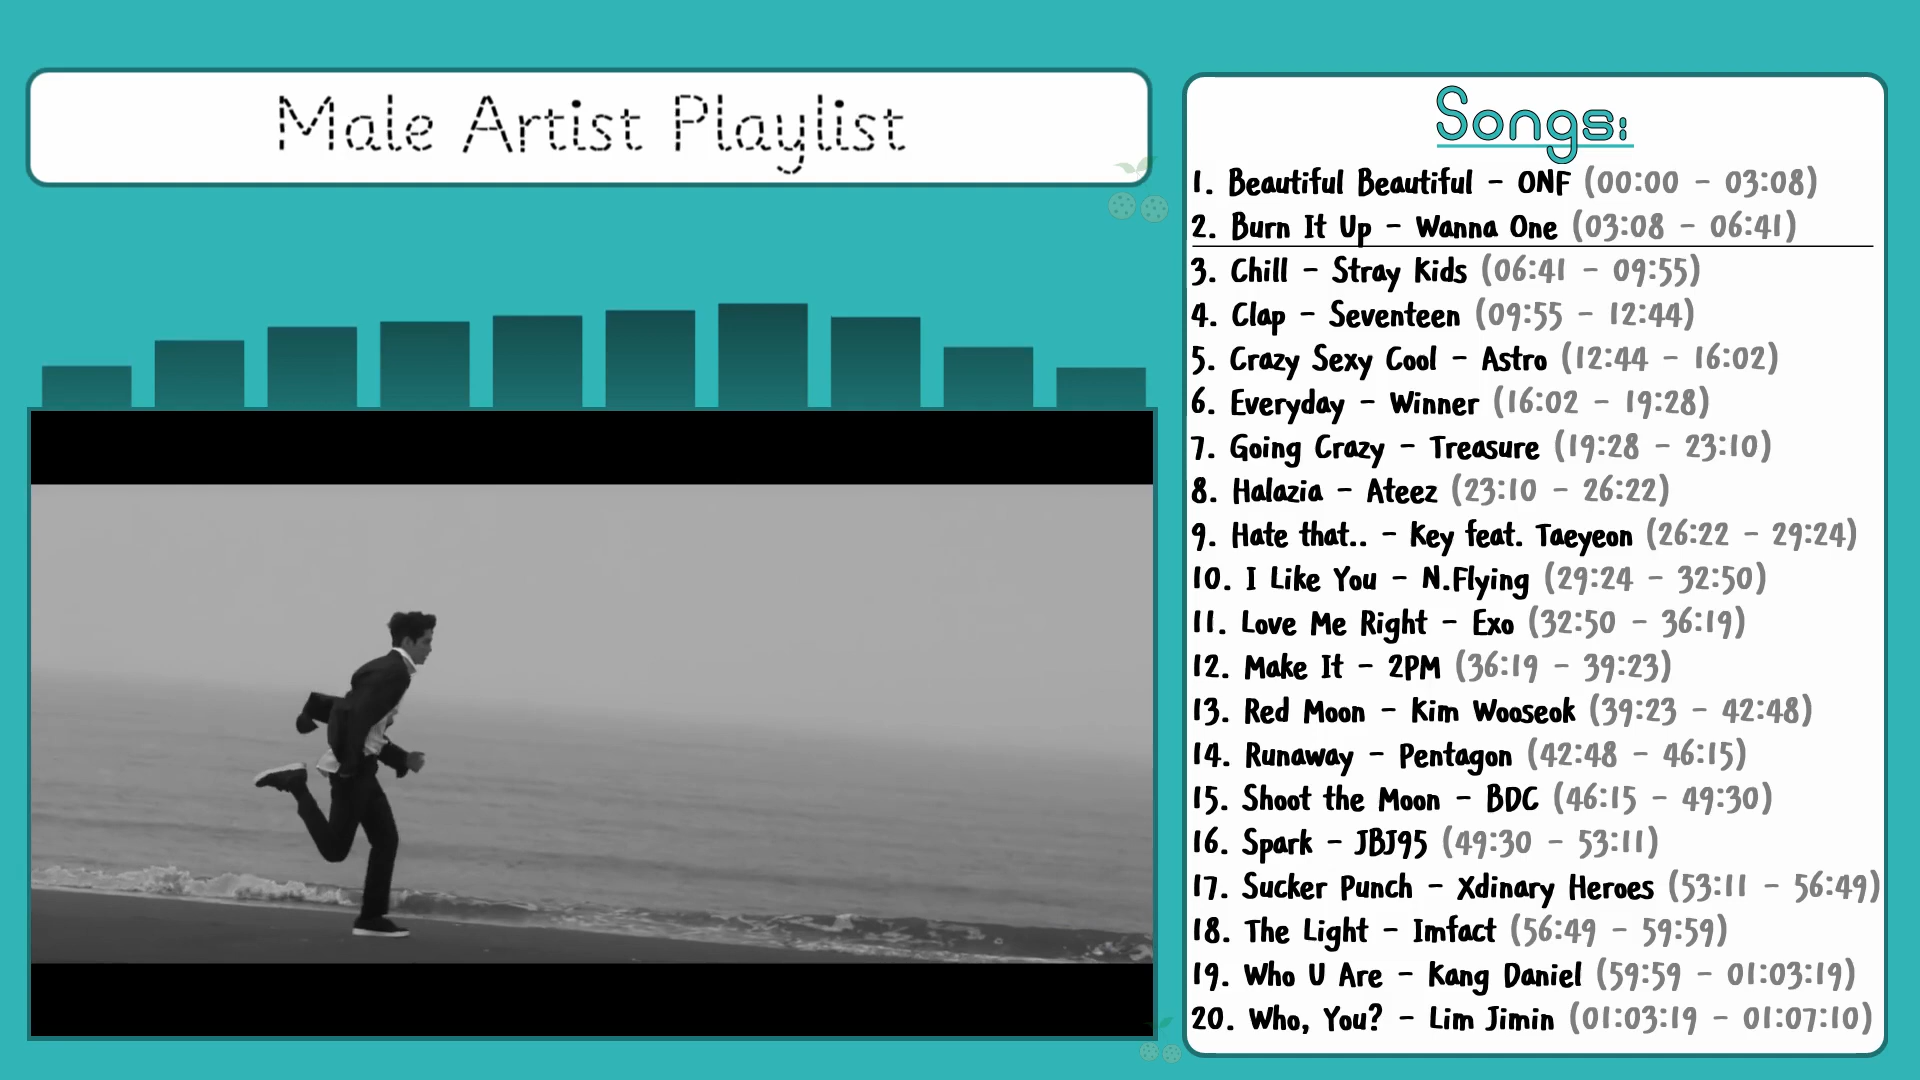 Male Artist Playlist
Songs:
1. Beautiful Beautiful - ONF (00:00 - 03:08)
2. Burn It Up - Wanna One (03:08 - 06:41)
3. Chill - Stray Kids (06:41 - 09:55)
4. Clap - Seventeen (09:55 - 12:44)
5. Crazy Sexy Cool - Astro (12:44 - 16:02)
6. Everyday - Winner (16:02 - 19:28)
7. Going Crazy - Treasure (19:28 - 23:10)
8. Halazia - Ateez (23:10 - 26:22)
9. Hate that.. - Key feat. Taeyeon (26:22 - 29:24)
10. I Like You - N.Flying (29:24 - 32:50)
11. Love Me Right - Exo (32:50 - 36:19)
12. Make It - 2PM (36:19 - 39:23)
13. Red Moon - Kim Wooseok (39:23 - 42:48)
14. Runaway - Pentagon (42:48 - 46:15)
15. Shoot the Moon - BDC (46:15 - 49:30)
16. Spark - JBJ95 (49:30 - 53:11)
17. Sucker Punch - Xdinary Heroes (53:11 - 56:49)
18. The Light - Imfact (56:49 - 59:59)
19. Who U Are - Kang Daniel (59:59 - 01:03:19)
20. Who, You? - Lim Jimin (01:03:19 - 01:07:10)